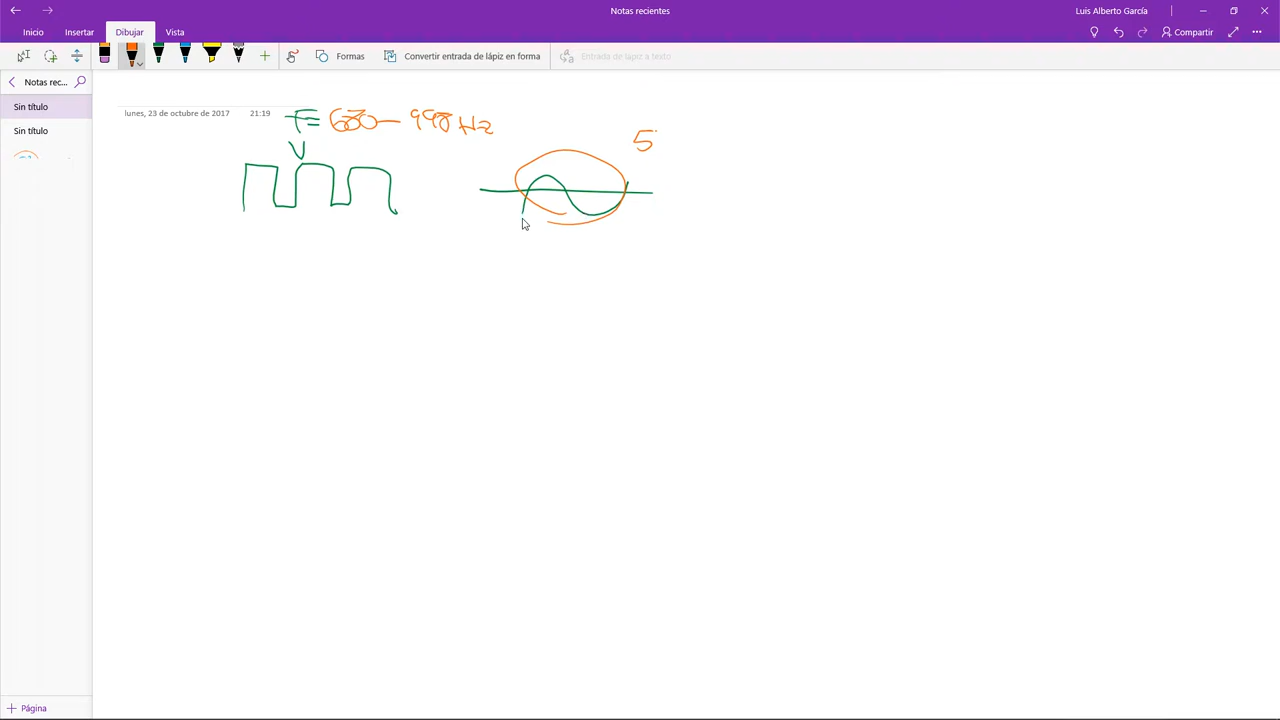 Notas recientes
Luis Alberto García
Inicio
Insertar
Dibujar
Vista
Compartir
Formas
Convertir entrada de lápiz en forma
Entrada de lápiz a texto
Notas rec...
Sin título
Sin título
lunes, 23 de octubre de 2017 21:19
F= 680 — 998 Hz
V
5
Página